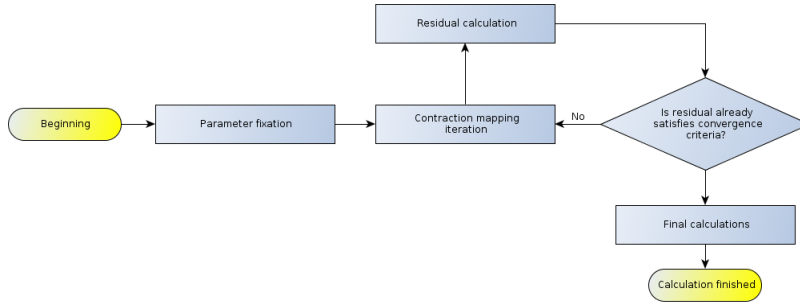 Residual calculation
Beginning
Parameter fixation
Contraction mapping
iteration
No
Is residual already
satisfies convergence
criteria?
Final calculations
Calculation finished